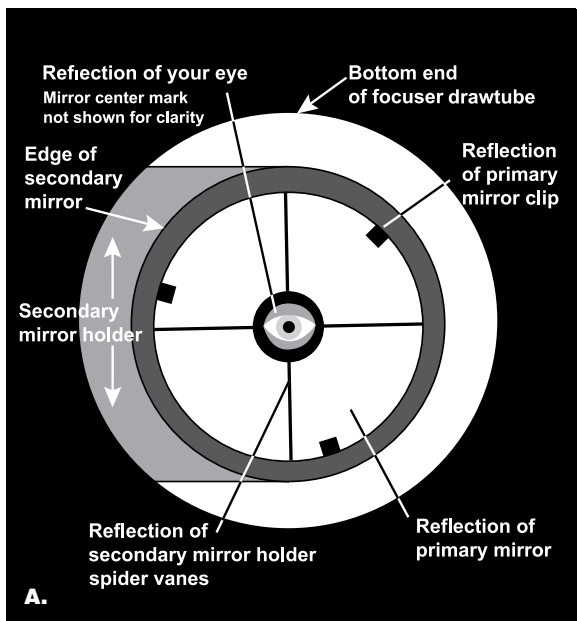 Reflection of your eye
Mirror center mark
not shown for clarity
Bottom end
of focuser drawtube
Edge of
secondary
mirror
Reflection
of primary
mirror clip
Secondary
mirror holder
Reflection of
secondary mirror holder
spider vanes
Reflection of
primary mirror
A.